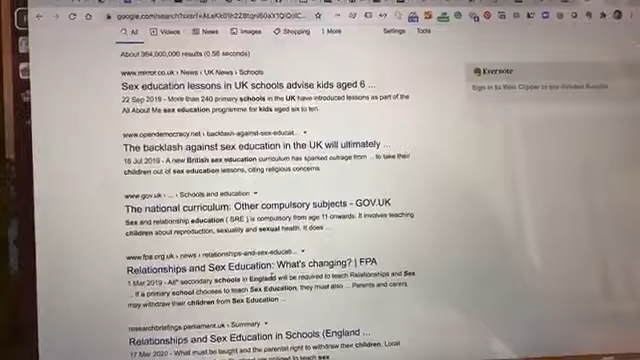 google.com/search?
All Videos News Images Shopping More Settings Tools
About 364,000,000 results (0.56 seconds)
Evernote
Sign in to Web Clipper to see Related Results
www.mirror.co.uk › News › UK News › Schools
Sex education lessons in UK schools advise kids aged 6 ...
22 Sep 2019 - More than 240 primary schools in the UK have introduced lessons as part of the
All About Me sex education programme for kids aged six to ten.
www.opendemocracy.net › backlash-against-sex-educat...
The backlash against sex education in the UK will ultimately ...
18 Jul 2019 - A new British sex education curriculum has sparked outrage from ... to take their
children out of sex education lessons, citing religious concerns
www.gov.uk › ... › Schools and education
The national curriculum: Other compulsory subjects - GOV.UK
Sex and relationship education (SRE) is compulsory from age 11 onwards. It involves teaching
children about reproduction, sexuality and sexual health. It does ...
www.fpa.org.uk › news › relationships-and-sex-educati...
Relationships and Sex Education: What's changing? | FPA
1 Mar 2019 - All* secondary schools in England will be required to teach Relationships and Sex
... If a primary school chooses to teach Sex Education, they must also ... Parents and carers
may withdraw their children from Sex Education ...
researchbriefings.parliament.uk › Summary
Relationships and Sex Education in Schools (England ...
17 Mar 2020 - What must be taught and the parental right to withdraw their children. Local
teach sex